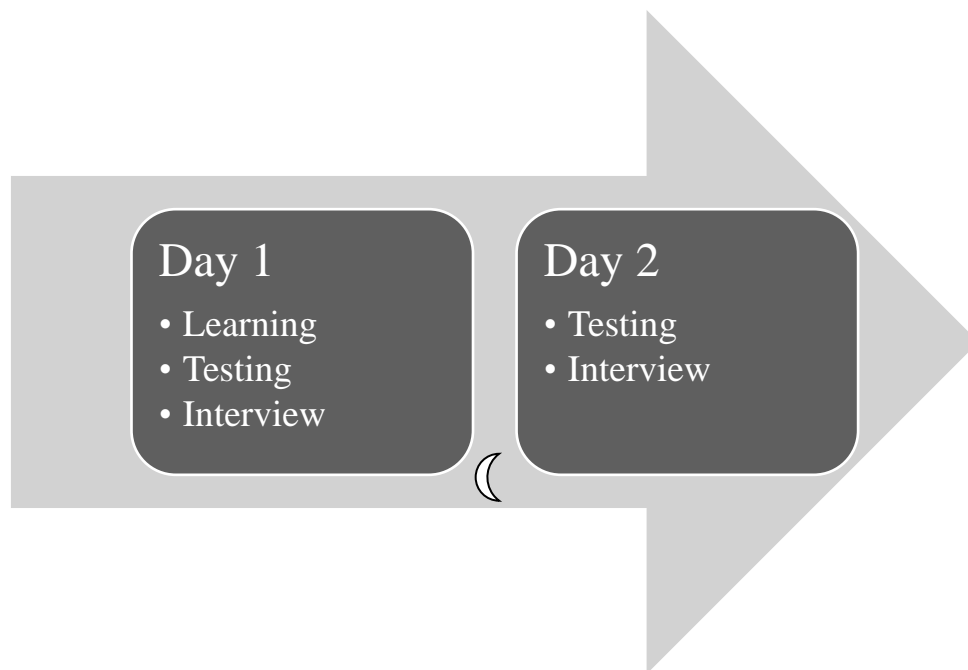 Day 1
• Learning
• Testing
• Interview
Day 2
• Testing
• Interview